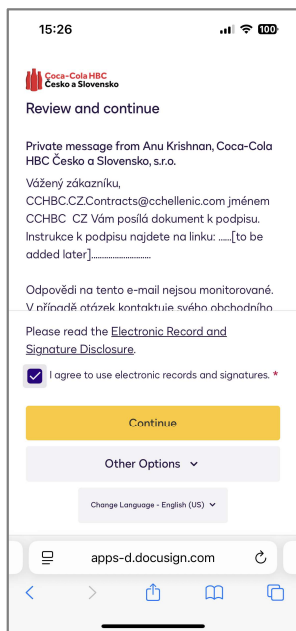 15:26
100
Coca-Cola HBC
Česko a Slovensko
Review and continue
Private message from Anu Krishnan, Coca-Cola
HBC Česko a Slovensko, s.r.o.
Vážený zákazníku,
CCHBC.CZ.Contracts@cchellenic.com jménem
CCHBC CZ Vám posílá dokument k podpisu.
Instrukce k podpisu najdete na linku: ......[to be
added later]...........................
Odpovědi na tento e-mail nejsou monitorované.
V případě otázek kontaktuje svého obchodního
Please read the Electronic Record and
Signature Disclosure.
I agree to use electronic records and signatures. *
Continue
Other Options
Change Language - English (US)
apps-d.docusign.com